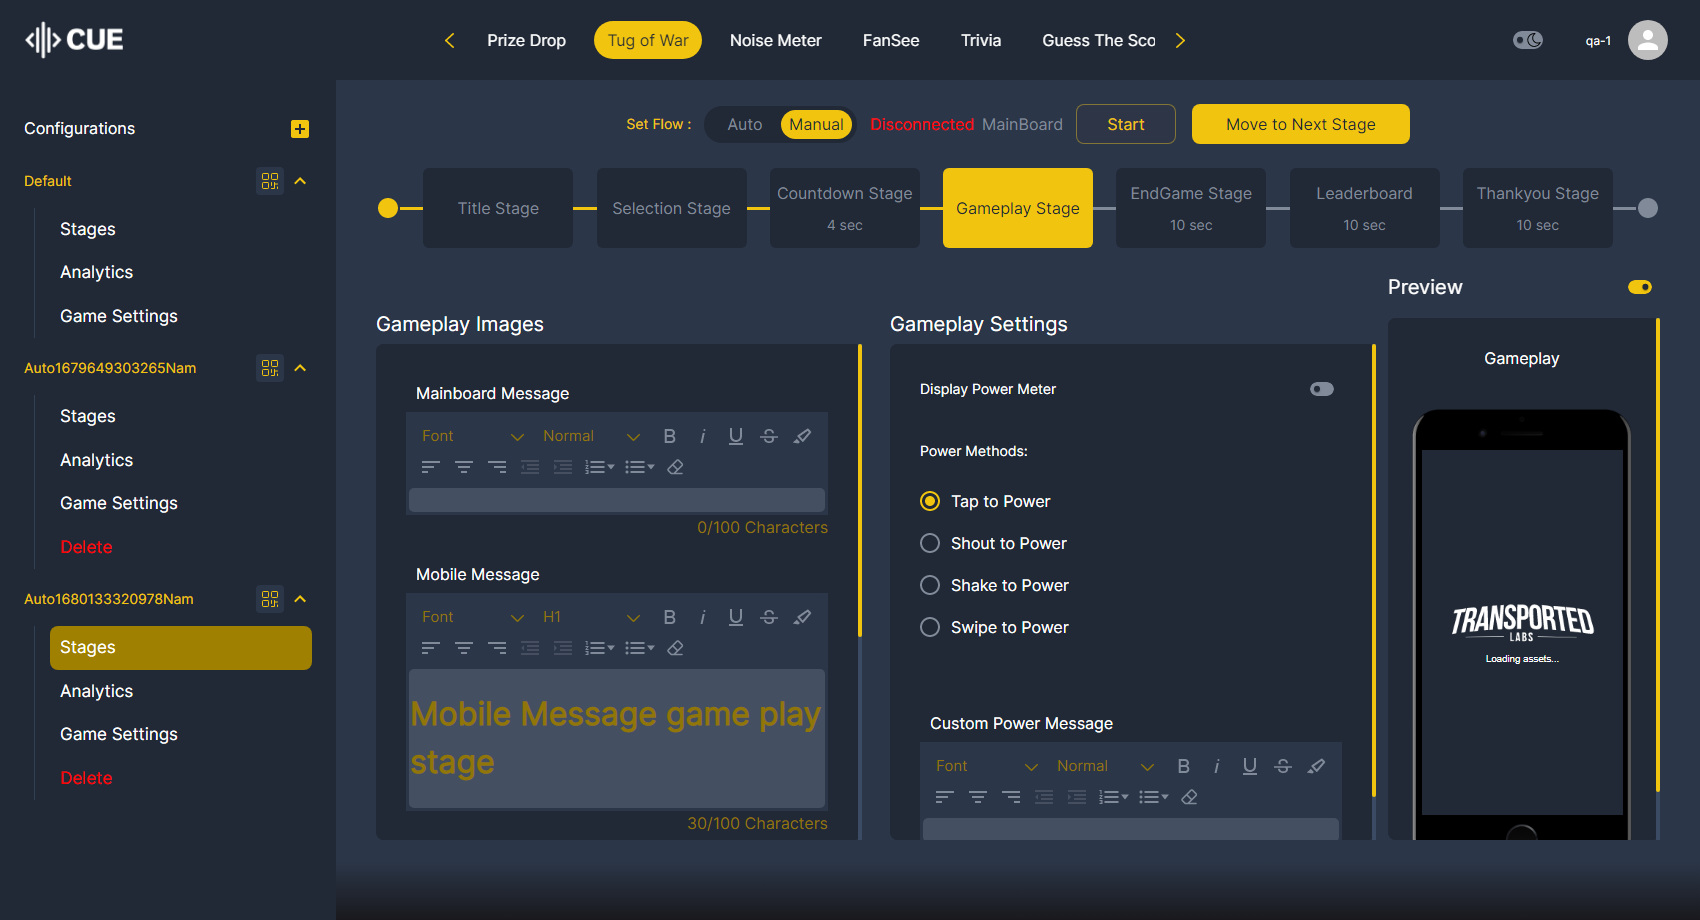 CUE
Prize Drop
Tug of War
Noise Meter
FanSee
Trivia
Guess The Sco
qa-1
Configurations
Default
Stages
Analytics
Game Settings
Auto1679649303265Nam
Stages
Analytics
Game Settings
Delete
Auto1680133320978Nam
Stages
Analytics
Game Settings
Delete
Set Flow :
Auto
Manual
Disconnected MainBoard
Start
Move to Next Stage
Title Stage
Selection Stage
Countdown Stage
4 sec
Gameplay Stage
EndGame Stage
10 sec
Leaderboard
10 sec
Thankyou Stage
10 sec
Gameplay Images
Mainboard Message
Font
Normal
0/100 Characters
Mobile Message
Font
H1
Mobile Message game play
stage
30/100 Characters
Gameplay Settings
Display Power Meter
Power Methods:
Tap to Power
Shout to Power
Shake to Power
Swipe to Power
Custom Power Message
Font
Normal
Preview
Gameplay
TRANSPORTED
LABS
Loading assets...